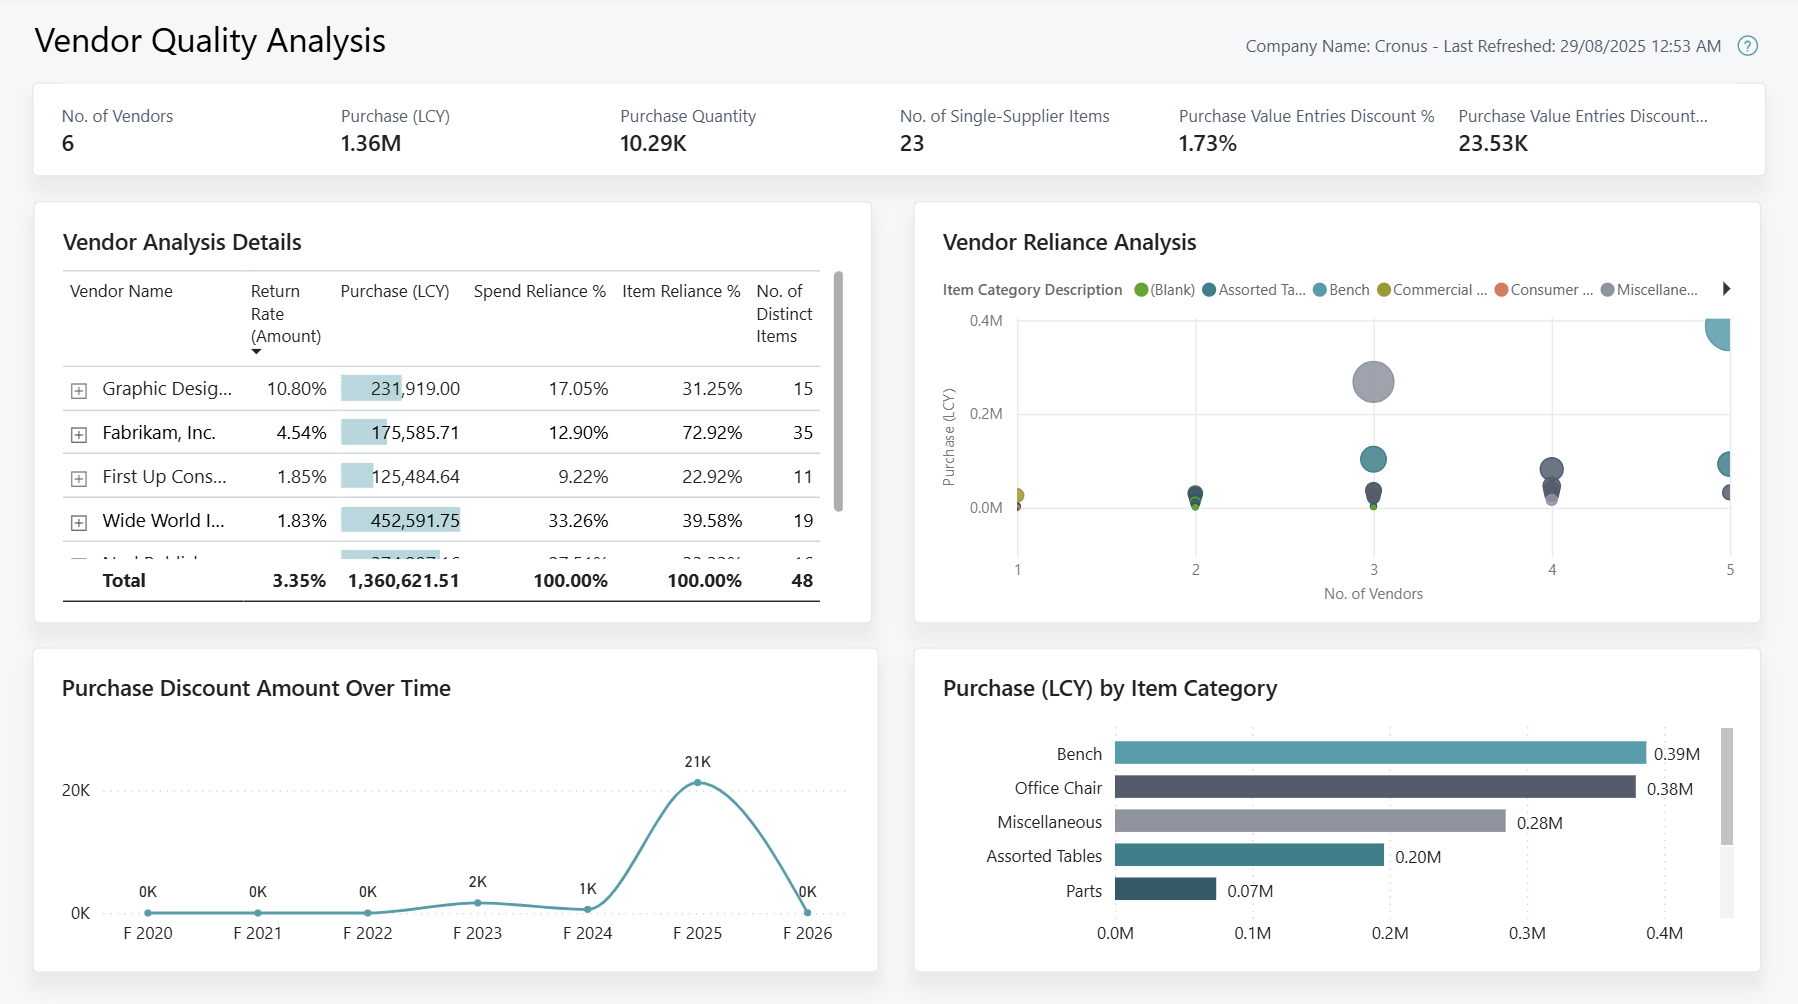 Vendor Quality Analysis
Company Name: Cronus - Last Refreshed: 29/08/2025 12:53 AM
?
No. of Vendors
6
Purchase (LCY)
1.36M
Purchase Quantity
10.29K
No. of Single-Supplier Items
23
Purchase Value Entries Discount %
1.73%
Purchase Value Entries Discount...
23.53K
Vendor Analysis Details
Vendor Name Return Rate (Amount) Purchase (LCY) Spend Reliance % Item Reliance % No. of Distinct Items
Graphic Desig... 10.80% 231,919.00 17.05% 31.25% 15
Fabrikam, Inc. 4.54% 175,585.71 12.90% 72.92% 35
First Up Cons... 1.85% 125,484.64 9.22% 22.92% 11
Wide World I... 1.83% 452,591.75 33.26% 39.58% 19
Total 3.35% 1,360,621.51 100.00% 100.00% 48
Vendor Reliance Analysis
Item Category Description (Blank) Assorted Ta... Bench Commercial ... Consumer ... Miscellane...
Purchase (LCY)
0.4M
0.2M
0.0M
1 2 3 4 5
No. of Vendors
Purchase Discount Amount Over Time
20K
0K
0K 0K 0K 2K 1K 21K 0K
F 2020 F 2021 F 2022 F 2023 F 2024 F 2025 F 2026
Purchase (LCY) by Item Category
Bench 0.39M
Office Chair 0.38M
Miscellaneous 0.28M
Assorted Tables 0.20M
Parts 0.07M
0.0M 0.1M 0.2M 0.3M 0.4M